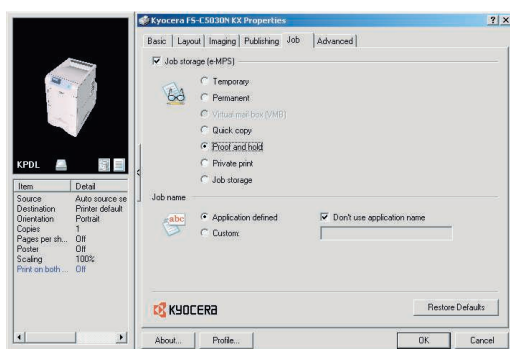 Kyocera FS-C5030N KX Properties
Basic Layout Imaging Publishing Job Advanced
Job storage (e-MPS)
Temporary
Permanent
Virtual mail box (VMB)
Quick copy
Proof and hold
Private print
Job storage
Job name
abc
Application defined
Don't use application name
Custom:
KYOCERA
Restore Defaults
About... Profile... OK Cancel
KPDL
Item Detail
Source Auto source se
Destination Printer default
Orientation Portrait
Copies 1
Pages per sh... Off
Poster Off
Scaling 100%
Print on both ... Off